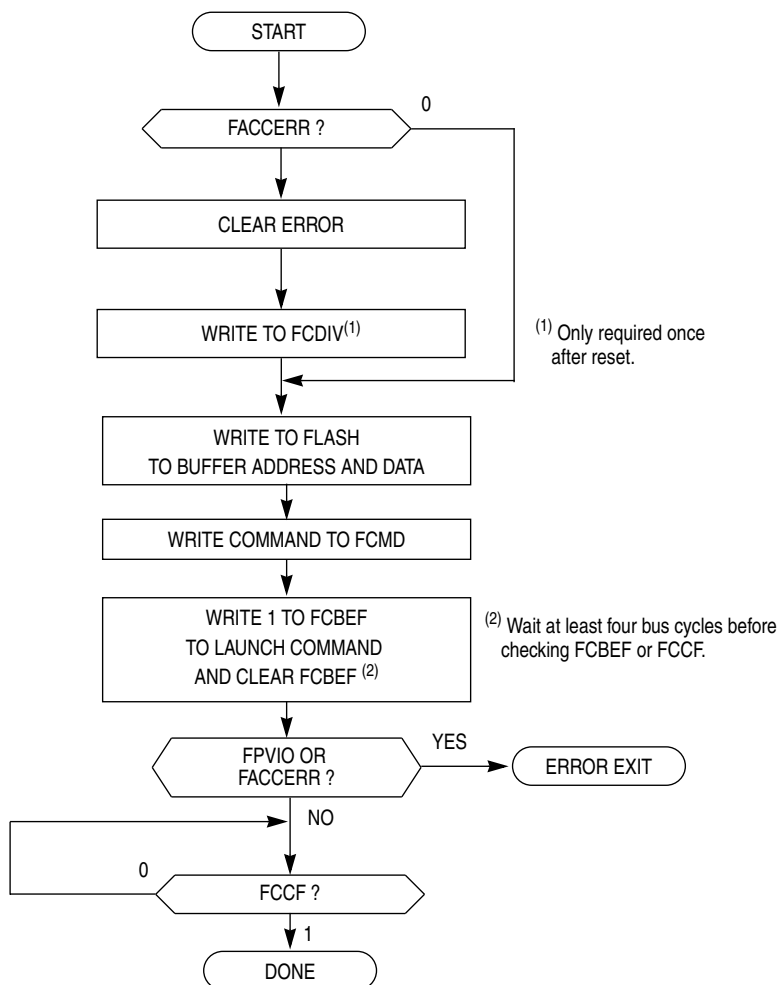 START
0
FACCERR ?
CLEAR ERROR
WRITE TO FCDIV(1)
(1) Only required once
after reset.
WRITE TO FLASH
TO BUFFER ADDRESS AND DATA
WRITE COMMAND TO FCMD
WRITE 1 TO FCBEF
TO LAUNCH COMMAND
AND CLEAR FCBEF (2)
(2) Wait at least four bus cycles before
checking FCBEF or FCCF.
FPVIO OR
FACCERR ?
YES
ERROR EXIT
NO
0
FCCF ?
1
DONE